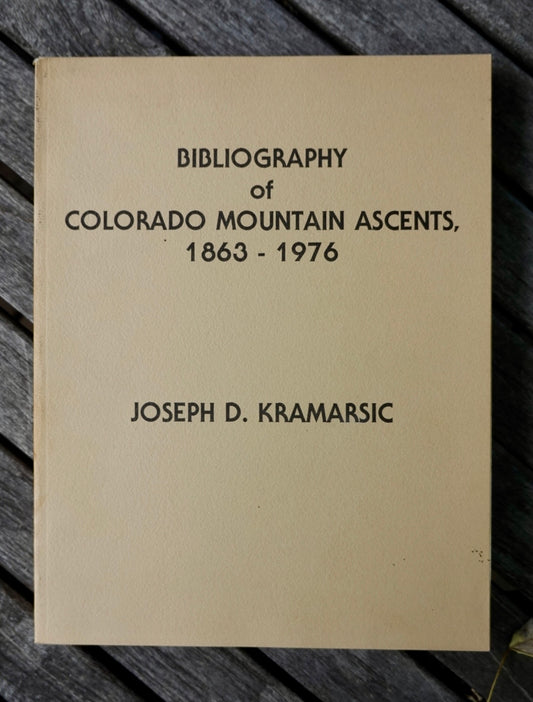 BIBLIOGRAPHY
of
COLORADO MOUNTAIN ASCENTS,
1863 - 1976
JOSEPH D. KRAMARSIC